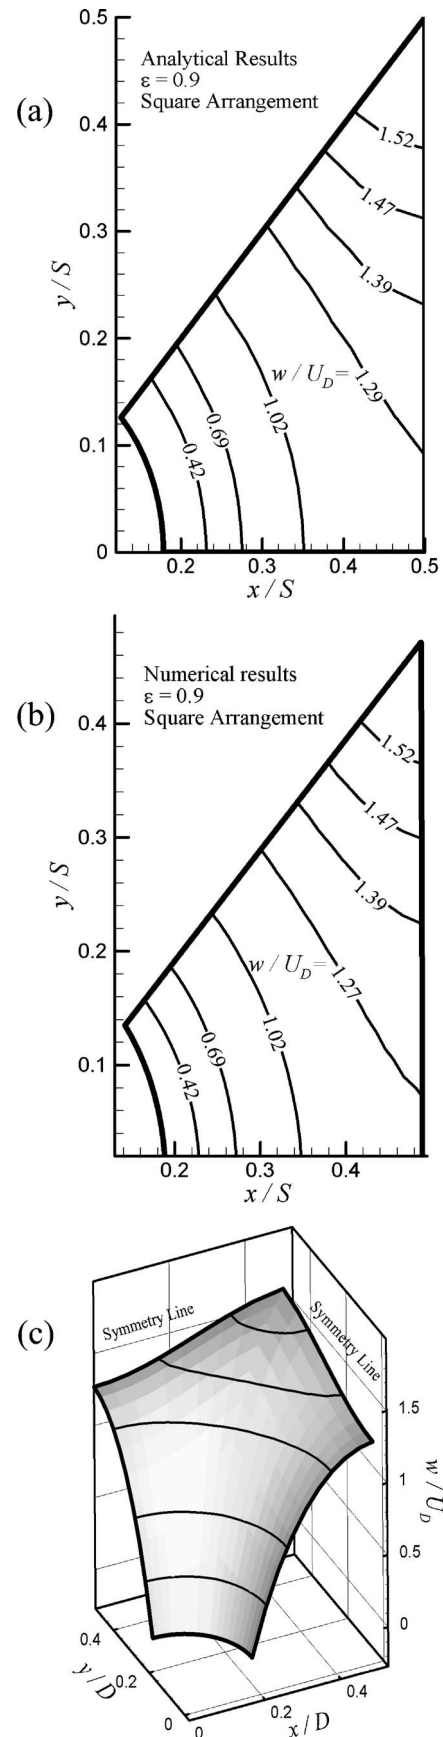 (a)
Analytical Results
ε = 0.9
Square Arrangement
0.5
0.4
0.3
0.2
0.1
0
y / S
1.52
1.47
1.39
w / U_D = 1.29
1.02
0.69
0.42
0.2
0.3
0.4
0.5
x / S
(b)
Numerical results
ε = 0.9
Square Arrangement
0.4
0.3
0.2
0.1
y / S
1.52
1.47
1.39
w / U_D = 1.27
1.02
0.69
0.42
0.2
0.3
0.4
x / S
(c)
Symmetry Line
Symmetry Line
1.5
1
0.5
0
w / U_D
0.4
0.2
0
y / D
0
0.2
0.4
x / D